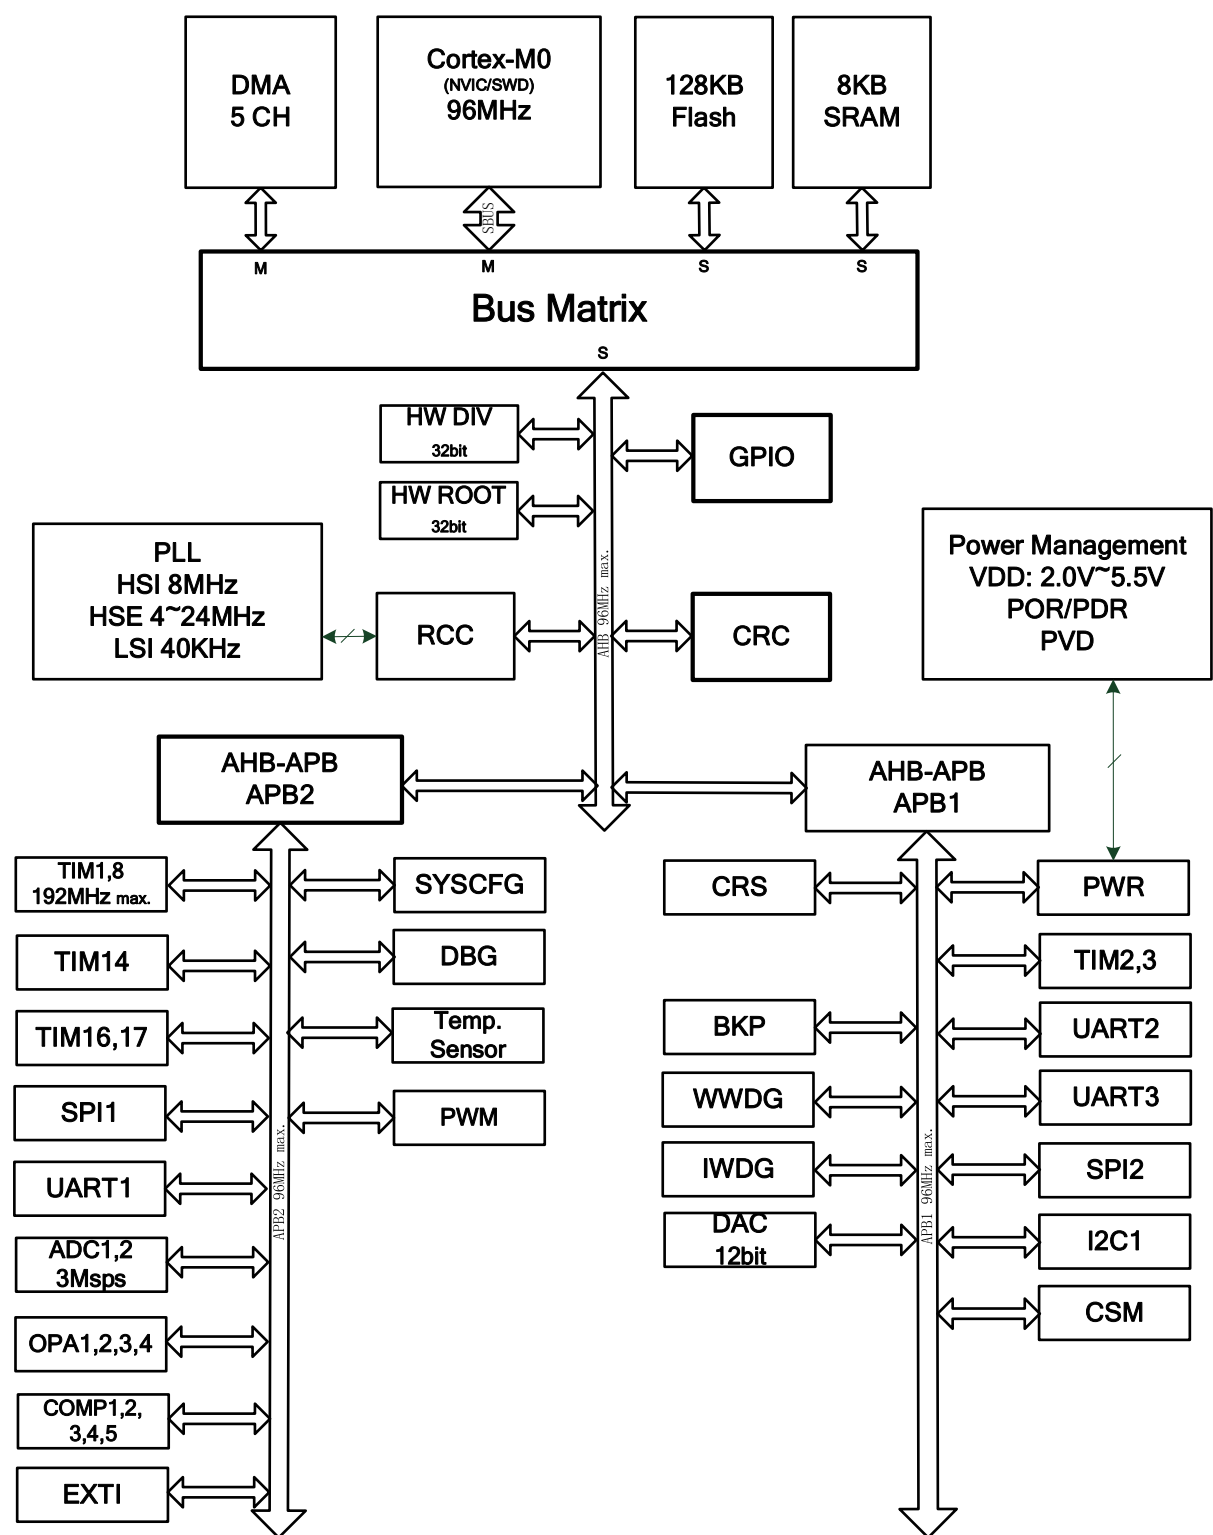 DMA
5 CH
Cortex-M0
(NVIC/SWD)
96MHz
128KB
Flash
8KB
SRAM
SBUS
M
M
S
S
Bus Matrix
S
HW DIV
32bit
GPIO
HW ROOT
32bit
PLL
HSI 8MHz
HSE 4~24MHz
LSI 40KHz
RCC
AHB 96MHz max.
CRC
Power Management
VDD: 2.0V~5.5V
POR/PDR
PVD
AHB-APB
APB2
AHB-APB
APB1
TIM1,8
192MHz max.
SYSCFG
TIM14
DBG
TIM16,17
Temp.
Sensor
SPI1
PWM
UART1
APB2 96MHz max.
ADC1,2
3Msps
OPA1,2,3,4
COMP1,2,
3,4,5
EXTI
CRS
PWR
TIM2,3
BKP
UART2
WWDG
UART3
IWDG
APB1 96MHz max.
SPI2
DAC
12bit
I2C1
CSM